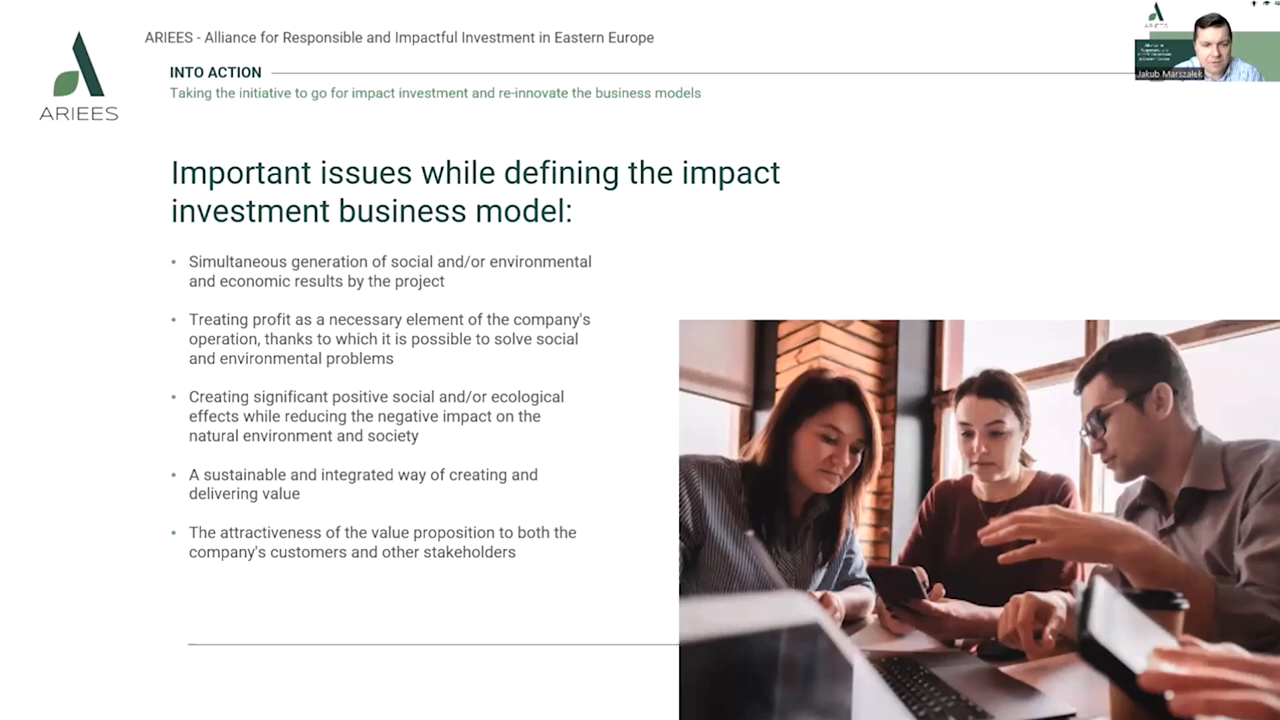 ARIEES - Alliance for Responsible and Impactful Investment in Eastern Europe
INTO ACTION
Taking the initiative to go for impact investment and re-innovate the business models
ARIEES
Jakub Marszałek
Important issues while defining the impact
investment business model:
• Simultaneous generation of social and/or environmental
and economic results by the project
• Treating profit as a necessary element of the company's
operation, thanks to which it is possible to solve social
and environmental problems
• Creating significant positive social and/or ecological
effects while reducing the negative impact on the
natural environment and society
• A sustainable and integrated way of creating and
delivering value
• The attractiveness of the value proposition to both the
company's customers and other stakeholders